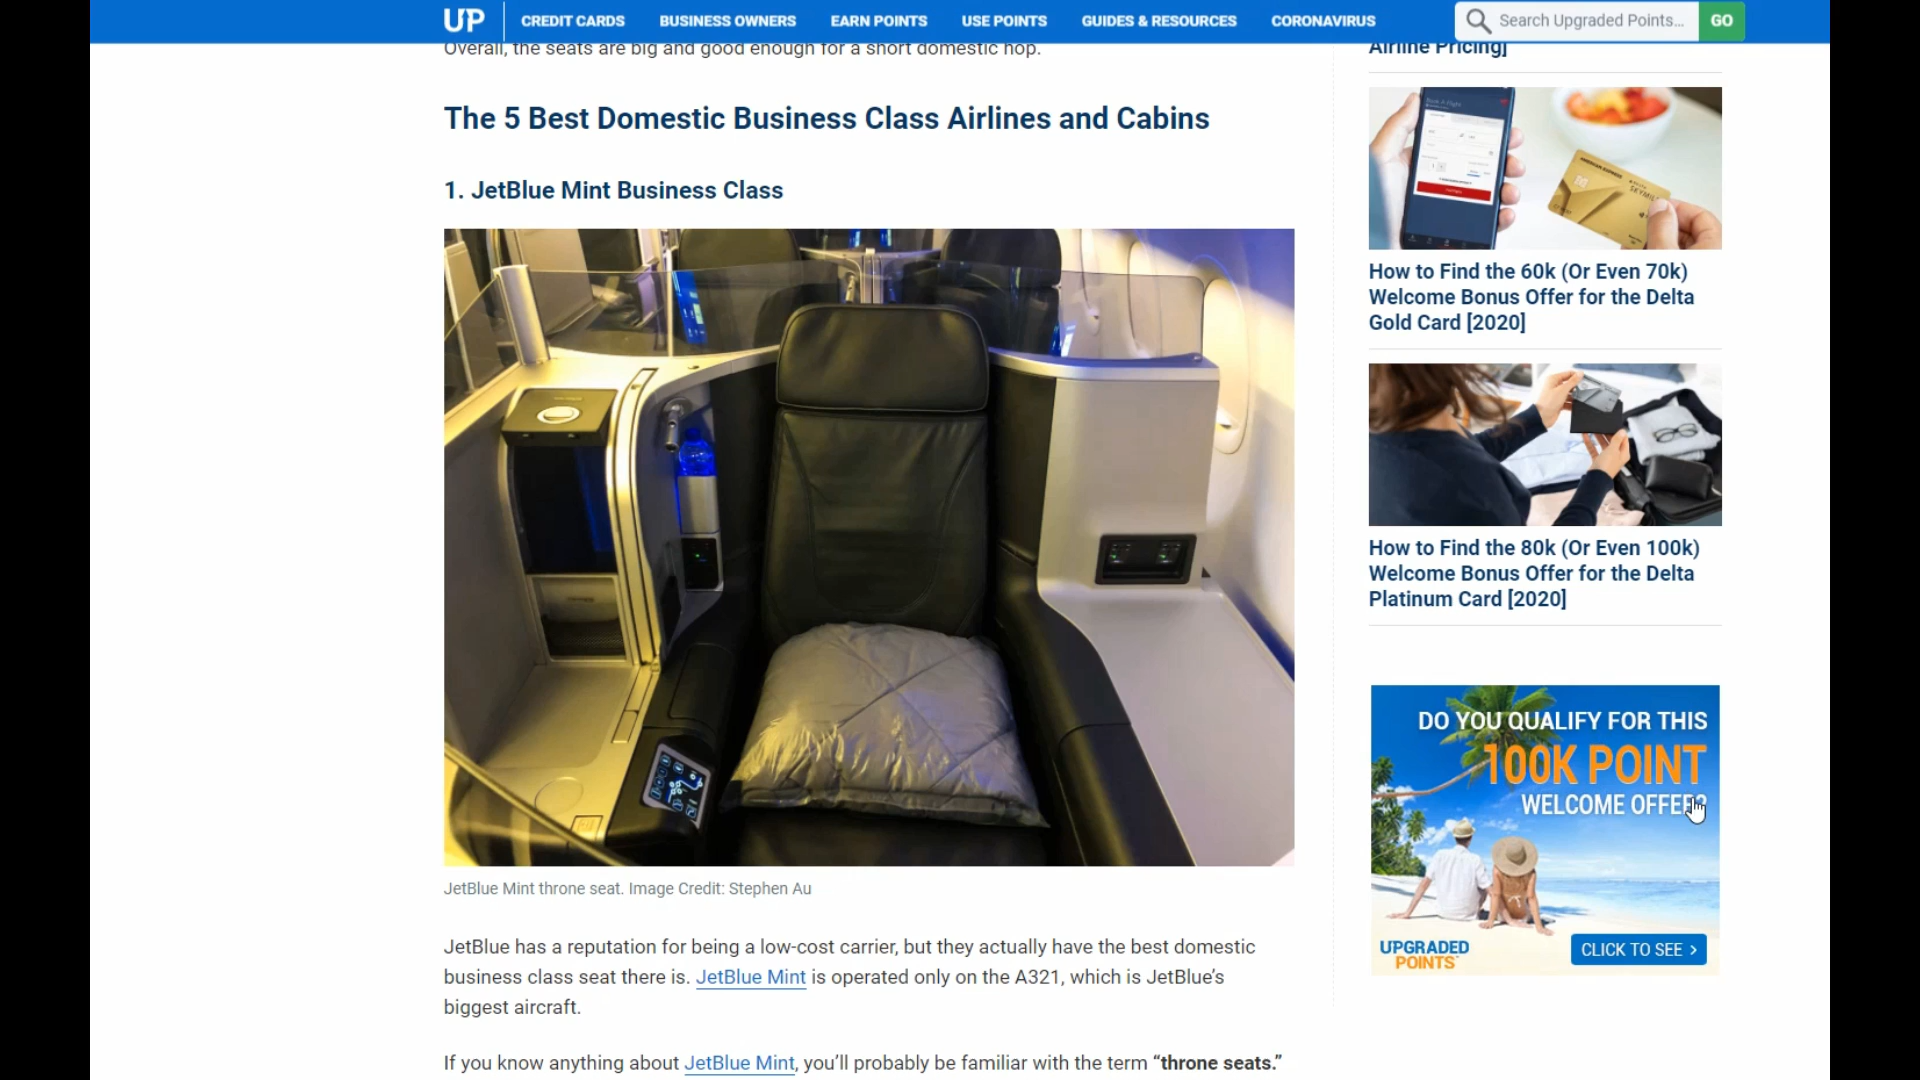 UP CREDIT CARDS BUSINESS OWNERS EARN POINTS USE POINTS GUIDES & RESOURCES CORONAVIRUS Search Upgraded Points... GO
Overall, the seats are big and good enough for a short domestic hop.
The 5 Best Domestic Business Class Airlines and Cabins
1. JetBlue Mint Business Class
JetBlue Mint throne seat. Image Credit: Stephen Au
JetBlue has a reputation for being a low-cost carrier, but they actually have the best domestic
business class seat there is. JetBlue Mint is operated only on the A321, which is JetBlue’s
biggest aircraft.
If you know anything about JetBlue Mint, you’ll probably be familiar with the term “throne seats.”
Airline Pricing]
How to Find the 60k (Or Even 70k)
Welcome Bonus Offer for the Delta
Gold Card [2020]
How to Find the 80k (Or Even 100k)
Welcome Bonus Offer for the Delta
Platinum Card [2020]
DO YOU QUALIFY FOR THIS
100K POINT
WELCOME OFFER?
UPGRADED
POINTS
CLICK TO SEE >